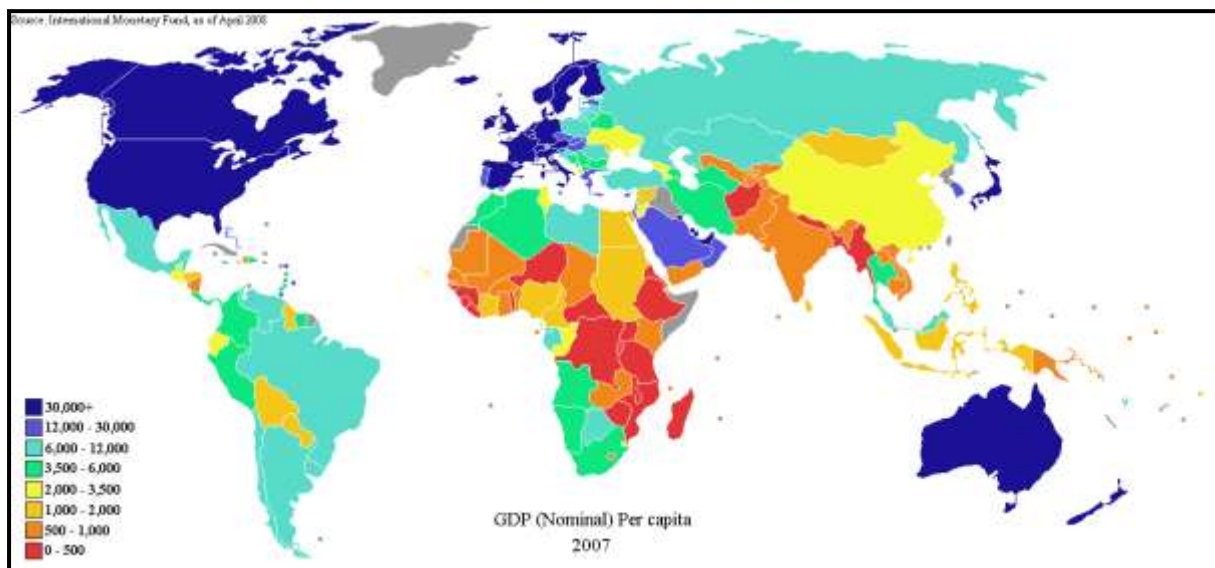 Source: International Monetary Fund, as of April 2008
30,000+
12,000 - 30,000
6,000 - 12,000
3,500 - 6,000
2,000 - 3,500
1,000 - 2,000
500 - 1,000
0 - 500
GDP (Nominal) Per capita
2007